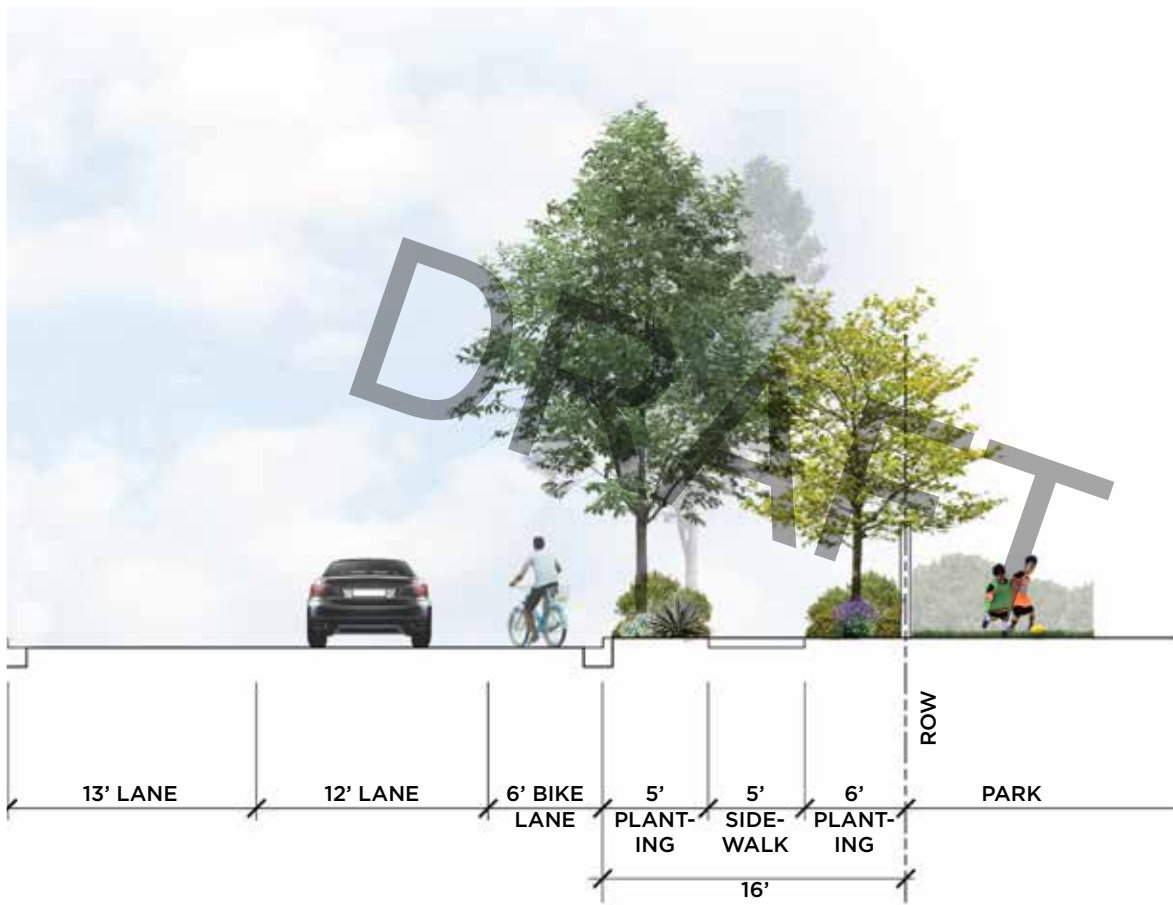 DRAFT
ROW
13’ LANE
12’ LANE
6’ BIKE
LANE
5’
PLANT-
ING
5’
SIDE-
WALK
6’
PLANT-
ING
PARK
16’